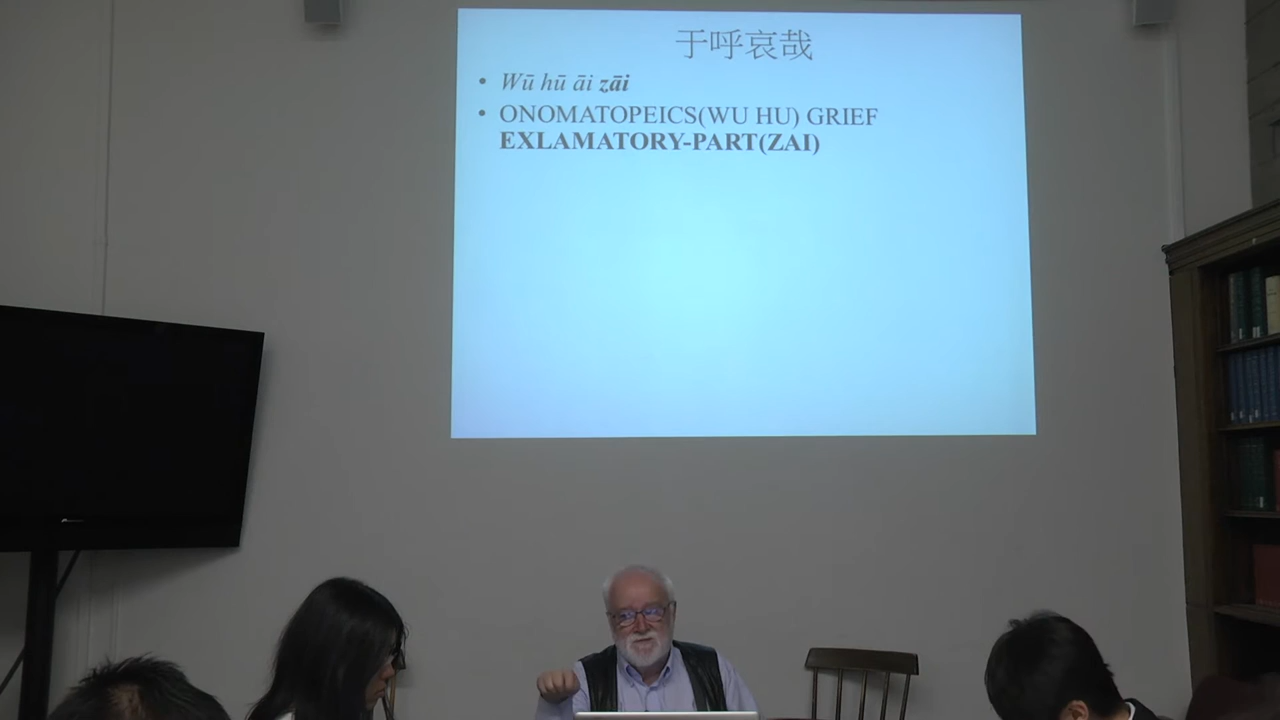 于呼哀哉
• Wū hū āi zāi
• ONOMATOPEICS(WU HU) GRIEF
EXLAMATORY-PART(ZAI)